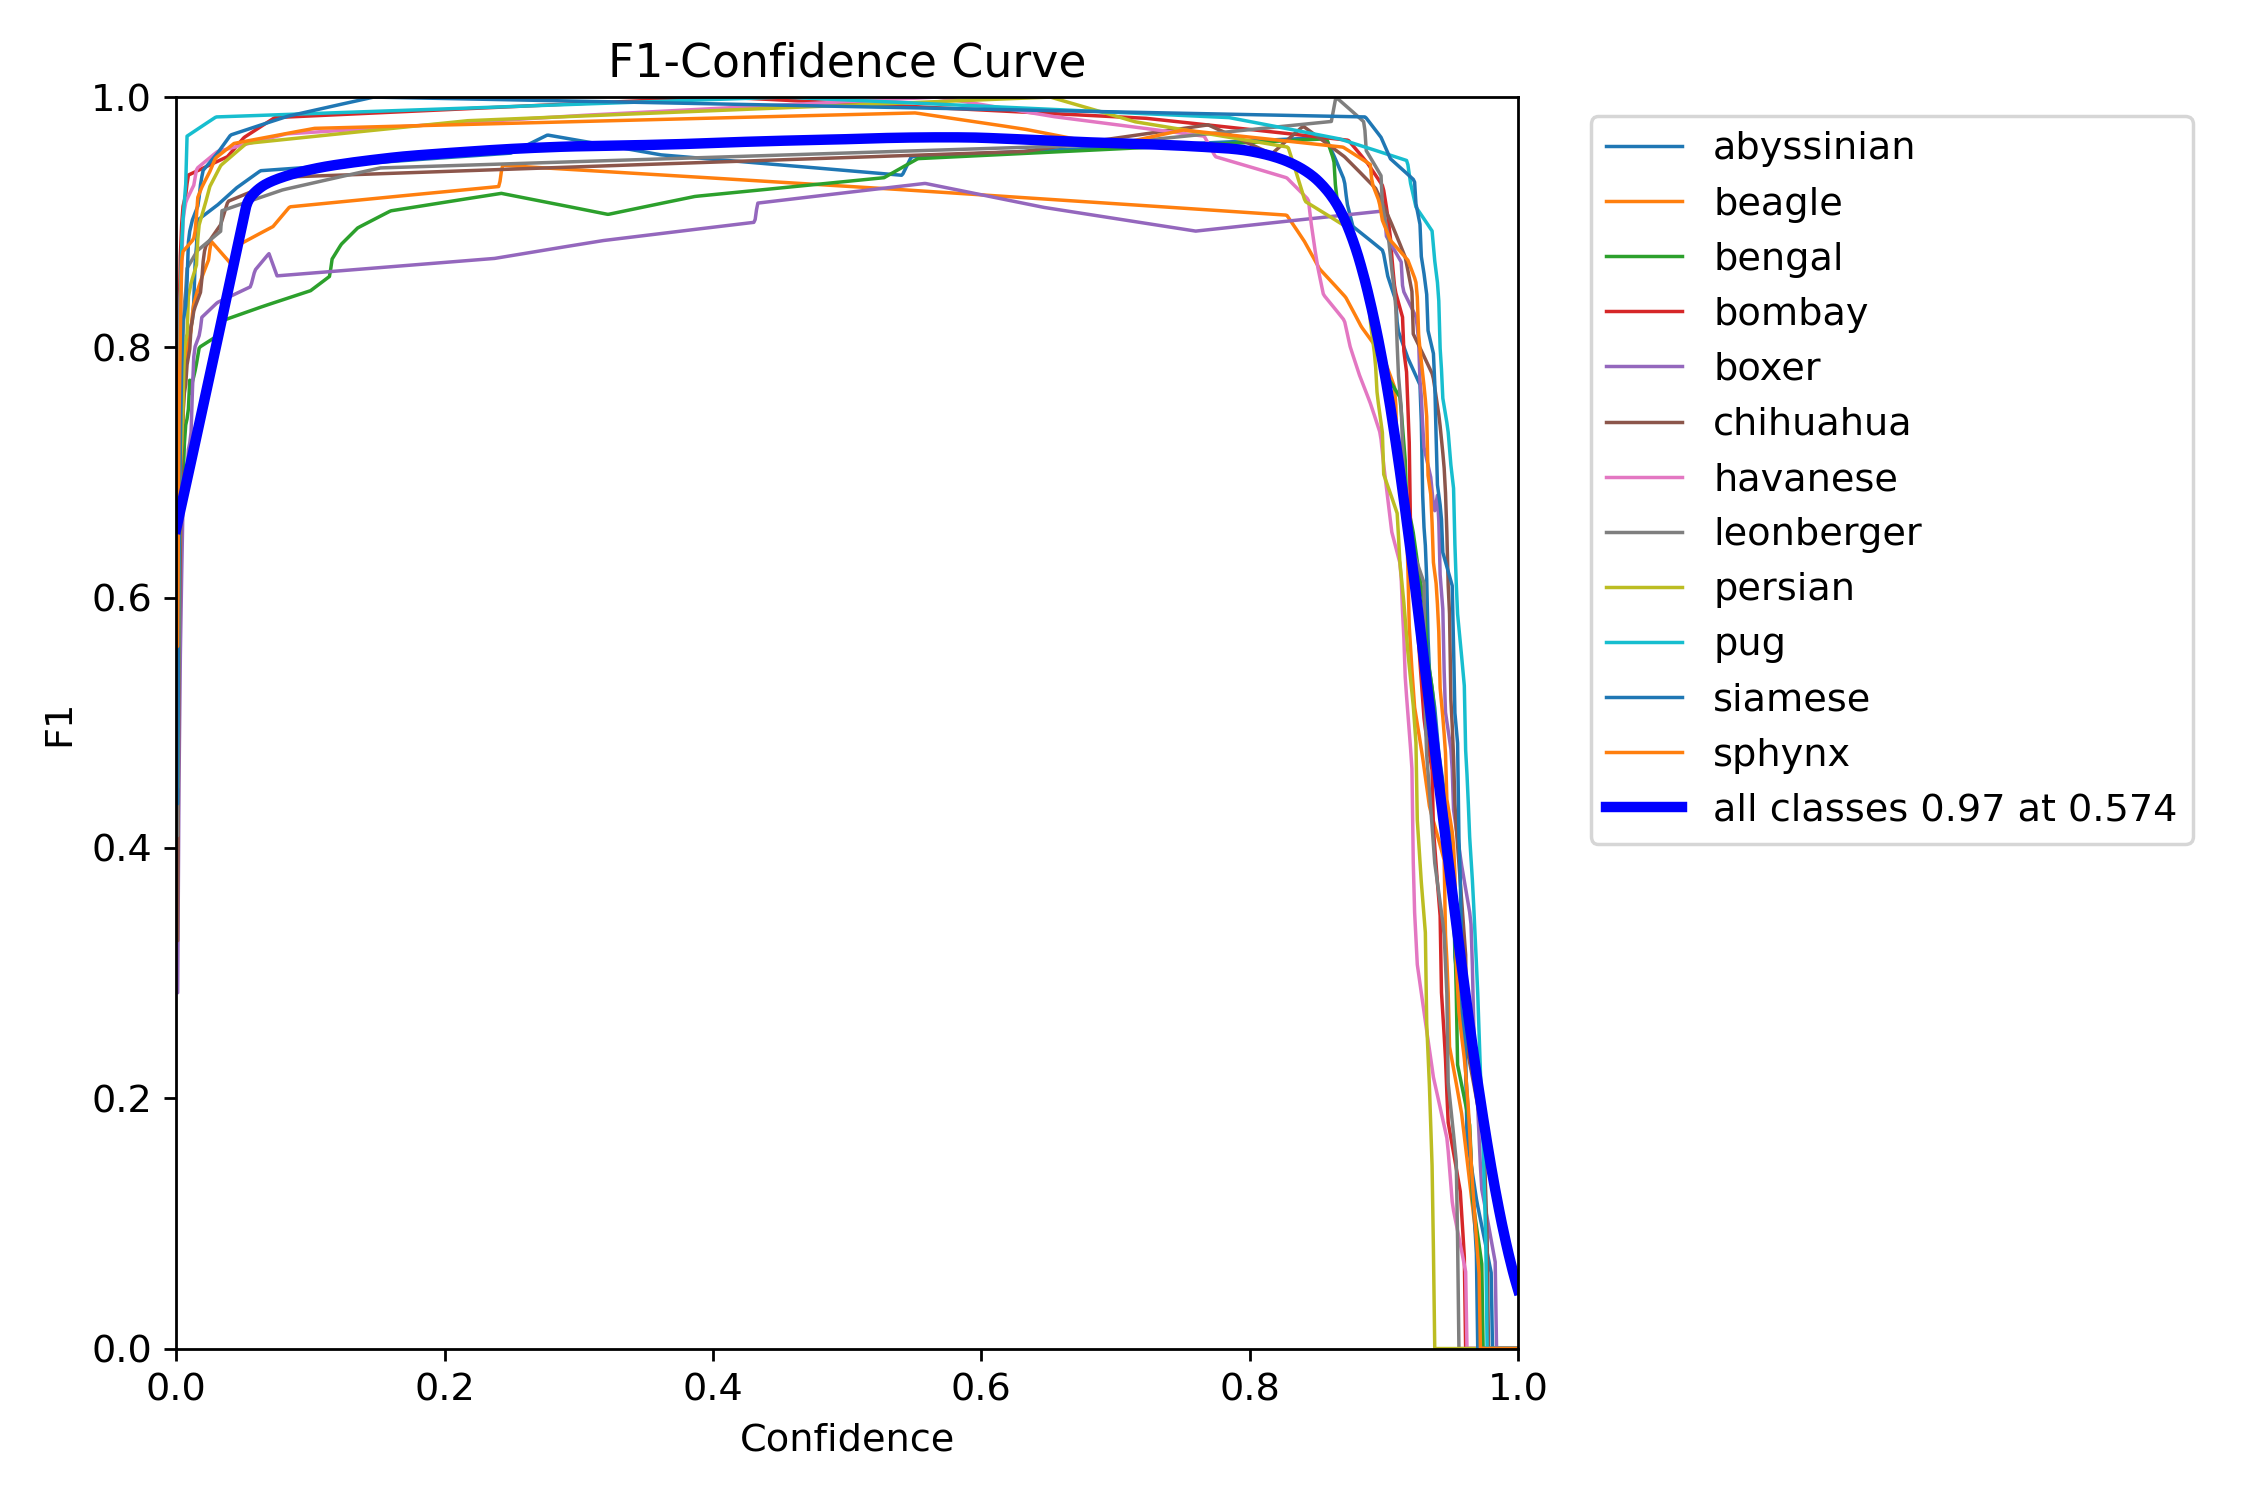 F1-Confidence Curve
1.0
0.8
0.6
0.4
0.2
0.0
F1
0.0 0.2 0.4 0.6 0.8 1.0
Confidence
abyssinian
beagle
bengal
bombay
boxer
chihuahua
havanese
leonberger
persian
pug
siamese
sphynx
all classes 0.97 at 0.574